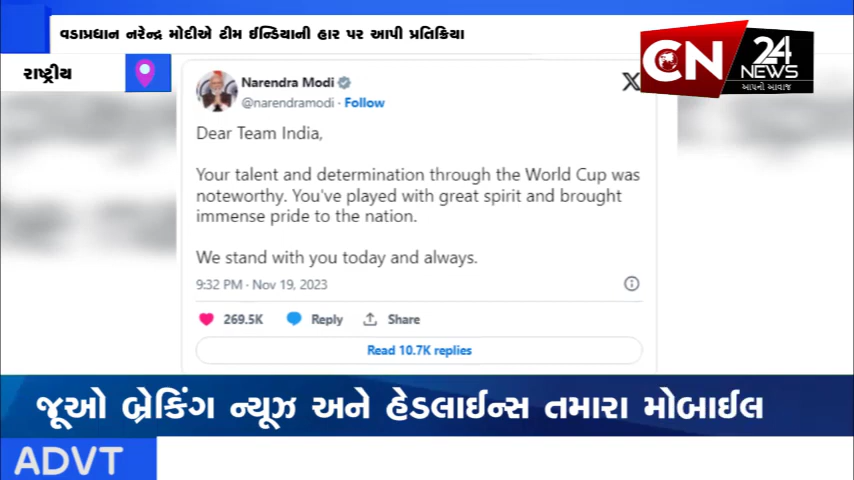 વડાપ્રધાન નરેન્દ્ર મોદીએ ટીમ ઈન્ડિયાની હાર પર આપી પ્રતિક્રિયા
રાષ્ટ્રીય
CN 24 NEWS
આપનો આવાજ
Narendra Modi
@narendramodi · Follow
X
Dear Team India,
Your talent and determination through the World Cup was
noteworthy. You've played with great spirit and brought
immense pride to the nation.
We stand with you today and always.
9:32 PM · Nov 19, 2023
269.5K Reply Share
Read 10.7K replies
જૂઓ બ્રેકિંગ ન્યૂઝ અને હેડલાઈન્સ તમારા મોબાઈલ
ADVT